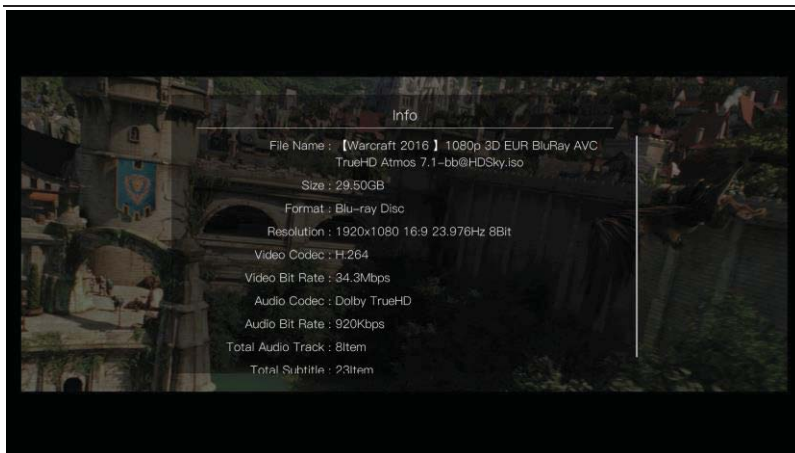 Info
File Name : 【Warcraft 2016 】 1080p 3D EUR BluRay AVC
TrueHD Atmos 7.1-bb@HDSky.iso
Size : 29.50GB
Format : Blu-ray Disc
Resolution : 1920x1080 16:9 23.976Hz 8Bit
Video Codec : H.264
Video Bit Rate : 34.3Mbps
Audio Codec : Dolby TrueHD
Audio Bit Rate : 920Kbps
Total Audio Track : 8Item
Total Subtitle : 23Item